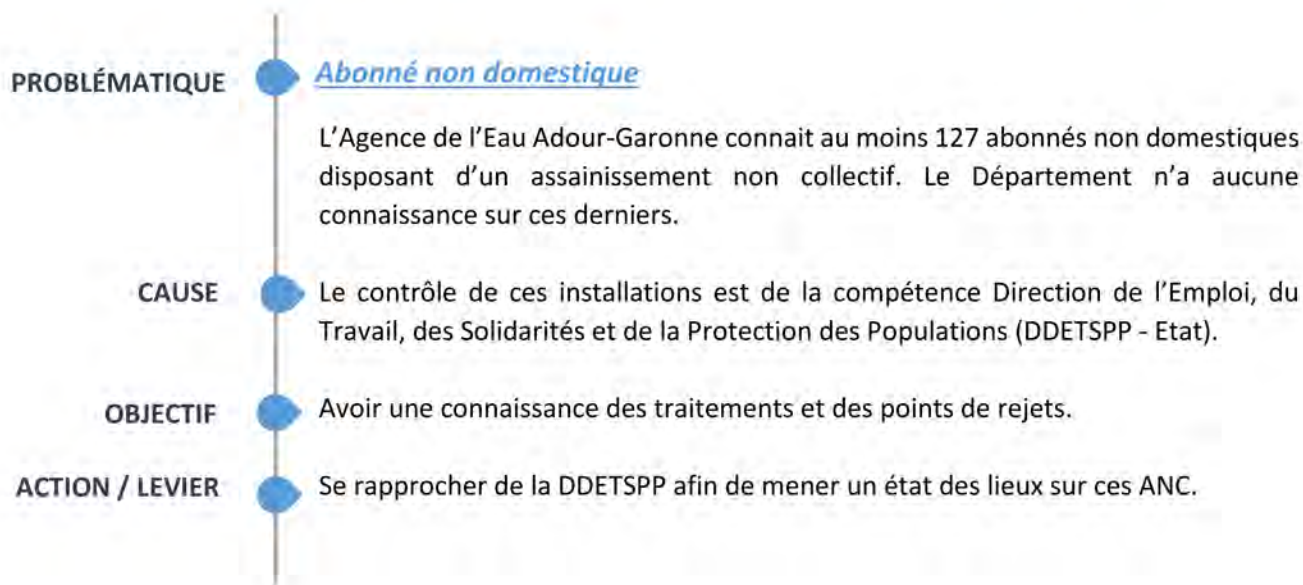 PROBLÉMATIQUE
Abonné non domestique
L'Agence de l'Eau Adour-Garonne connait au moins 127 abonnés non domestiques
disposant d'un assainissement non collectif. Le Département n'a aucune
connaissance sur ces derniers.
CAUSE
Le contrôle de ces installations est de la compétence Direction de l'Emploi, du
Travail, des Solidarités et de la Protection des Populations (DDETSPP - Etat).
OBJECTIF
Avoir une connaissance des traitements et des points de rejets.
ACTION / LEVIER
Se rapprocher de la DDETSPP afin de mener un état des lieux sur ces ANC.